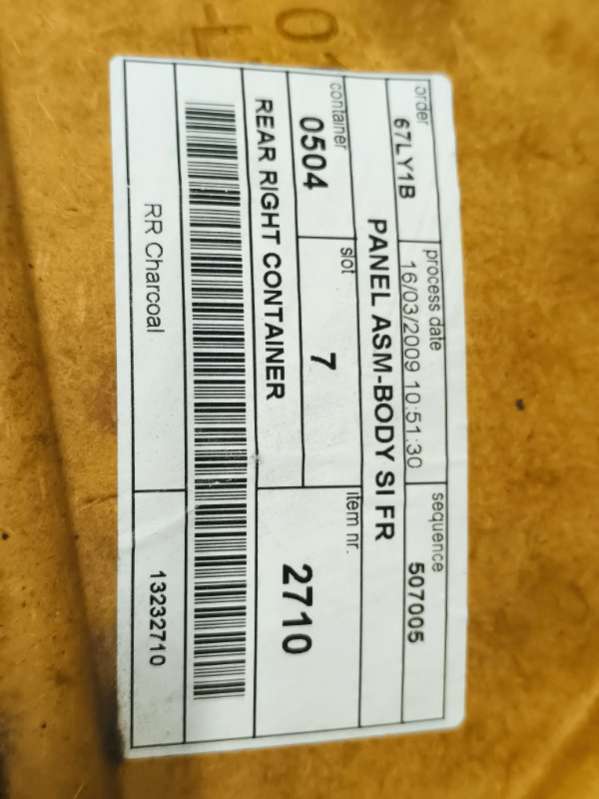 order process date sequence
67LY1B 16/03/2009 10:51:30 507005
PANEL ASM-BODY SI FR
container slot item nr.
0504 7 2710
REAR RIGHT CONTAINER
RR Charcoal 13232710